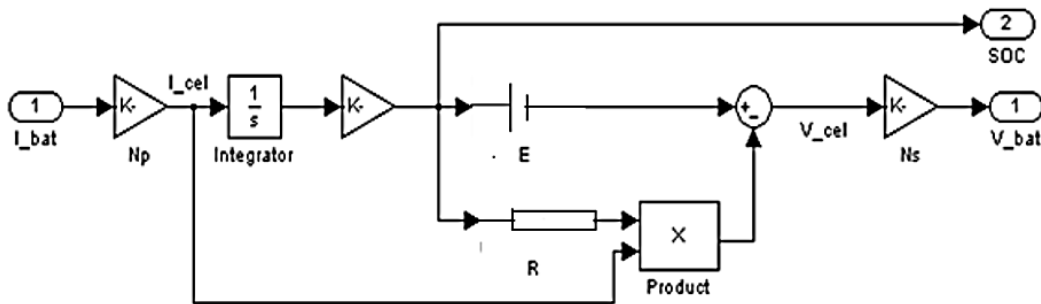 2
SOC
I_cel
1
I_bat
K-
Np
1
s
Integrator
K-
E
+
-
V_cel
K-
Ns
1
V_bat
R
X
Product